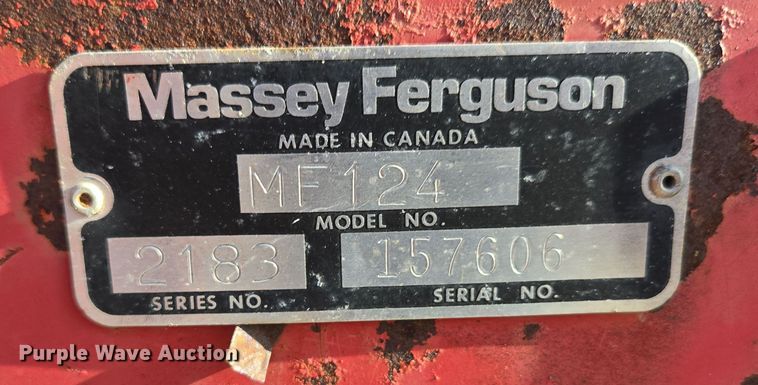 Massey Ferguson
MADE IN CANADA
MF124
MODEL NO.
2183 157606
SERIES NO. SERIAL NO.
Purple Wave Auction